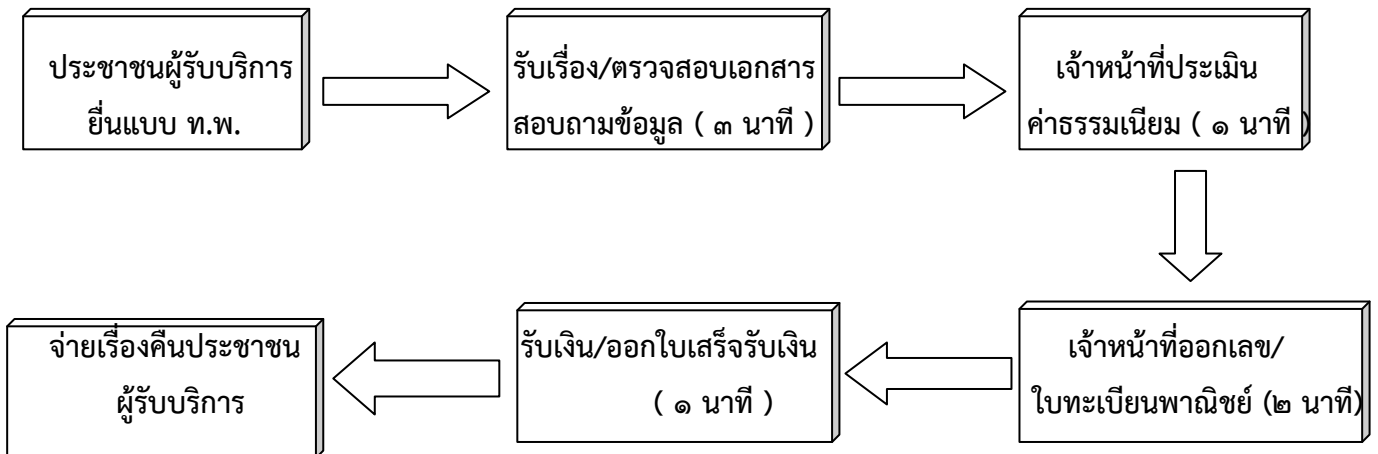 ประชาชนผู้รับบริการ
ยื่นแบบ ท.พ.
รับเรื่อง/ตรวจสอบเอกสาร
สอบถามข้อมูล ( ๓ นาที )
เจ้าหน้าที่ประเมิน
ค่าธรรมเนียม ( ๑ นาที )
เจ้าหน้าที่ออกเลข/
ใบทะเบียนพาณิชย์ (๒ นาที)
รับเงิน/ออกใบเสร็จรับเงิน
( ๑ นาที )
จ่ายเรื่องคืนประชาชน
ผู้รับบริการ